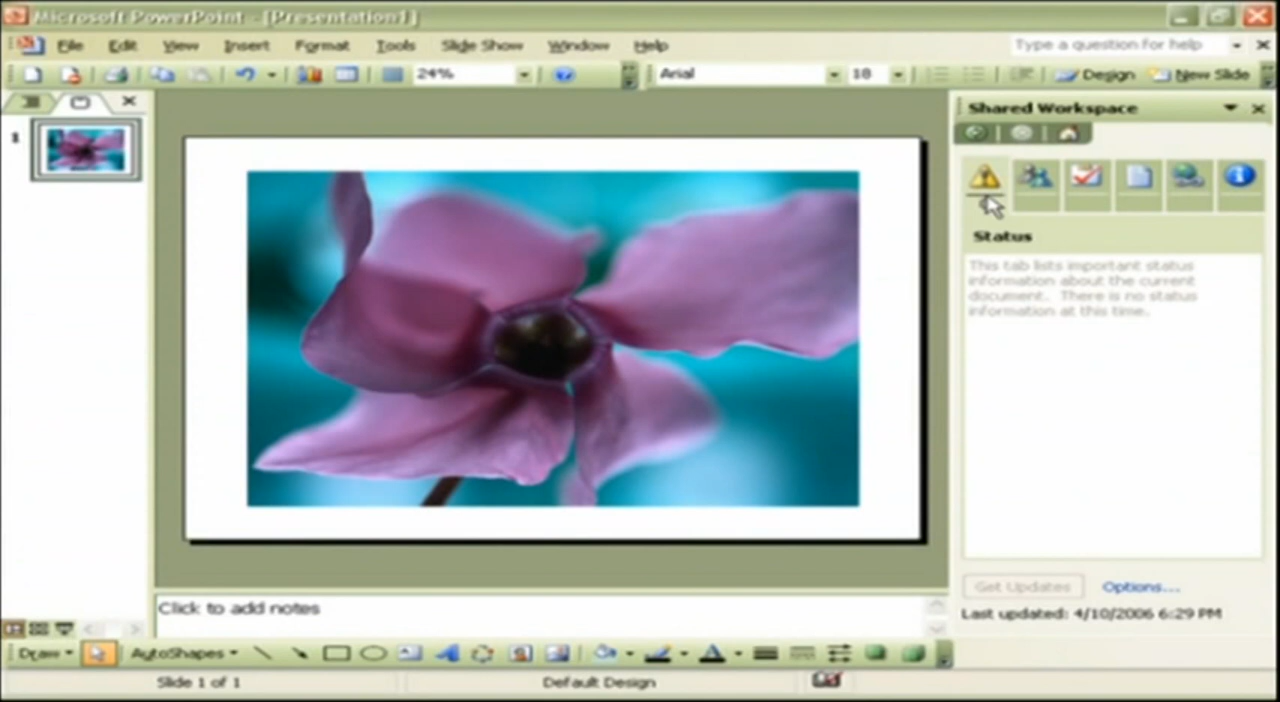 Microsoft PowerPoint - [Presentation1]
File Edit View Insert Format Tools Slide Show Window Help
Type a question for help
24%
Arial
18
Design
New Slide
Shared Workspace
1
Status
This tab lists important status
information about the current
document. There is no status
information at this time.
Get Updates
Options...
Last updated: 4/10/2006 6:29 PM
Click to add notes
Draw
AutoShapes
Slide 1 of 1
Default Design